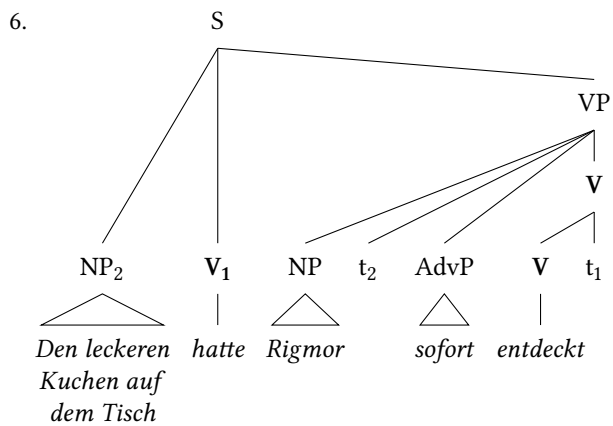 6.
S
VP
V
NP₂ V₁ NP t₂ AdvP V t₁
Den leckeren hatte Rigmor sofort entdeckt
Kuchen auf
dem Tisch